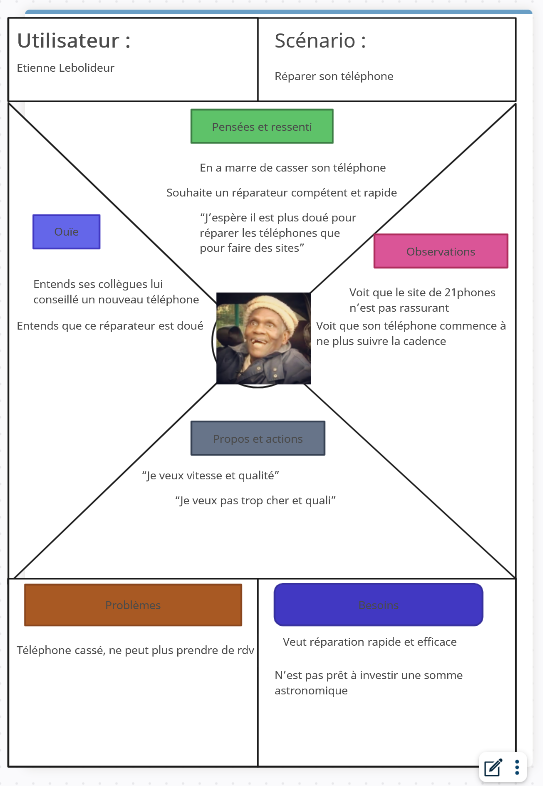 Utilisateur :
Etienne Lebolideur
Scénario :
Réparer son téléphone
Pensées et ressenti
En a marre de casser son téléphone
Souhaite un réparateur compétent et rapide
“J’espère il est plus doué pour
réparer les téléphones que
pour faire des sites”
Ouïe
Entends ses collègues lui
conseillé un nouveau téléphone
Entends que ce réparateur est doué
Observations
Voit que le site de 21phones
n’est pas rassurant
Voit que son téléphone commence à
ne plus suivre la cadence
Propos et actions
“Je veux vitesse et qualité”
“Je veux pas trop cher et quali”
Problèmes
Téléphone cassé, ne peut plus prendre de rdv
Veut réparation rapide et efficace
N’est pas prêt à investir une somme
astronomique